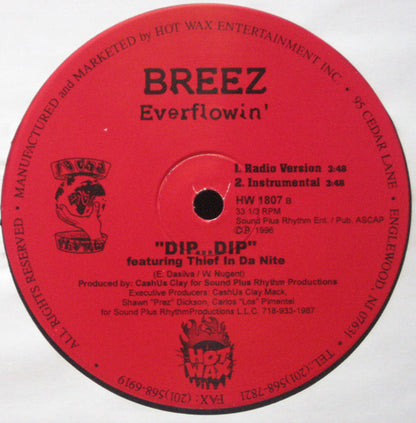 MANUFACTURED and MARKETED by HOT WAX ENTERTAINMENT INC. • 95 CEDAR LANE • ENGLEWOOD, NJ 07631 • TEL-(201)568-7821 FAX: (201)568-6919 • ALL RIGHTS RESERVED •
BREEZ
Everflowin'
1. Radio Version 3:48
2. Instrumental 3:48
HW 1807 B
33 1/3 RPM
Sound Plus Rhythm Ent. / Pub. ASCAP
©℗ 1996
"DIP...DIP"
featuring Thief In Da Nite
(E. Dasilva / W. Nugent)
Produced by: CashUs Clay for Sound Plus Rhythm Productions
Executive Producers: CashUs Clay Mack,
Shawn "Prez" Dickson, Carlos "Los" Pimentel
for Sound Plus RhythmProductions L.L.C. 718-933-1987
HOT
WAX